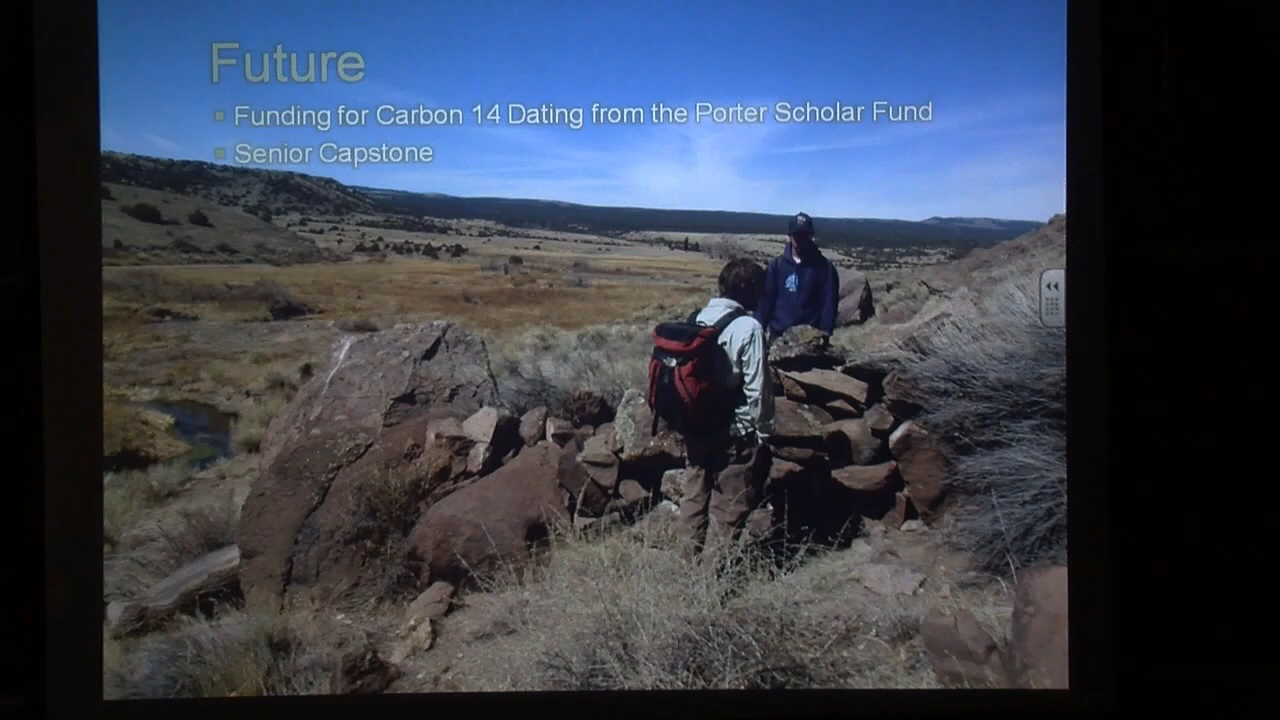 Future
▪ Funding for Carbon 14 Dating from the Porter Scholar Fund
▪ Senior Capstone